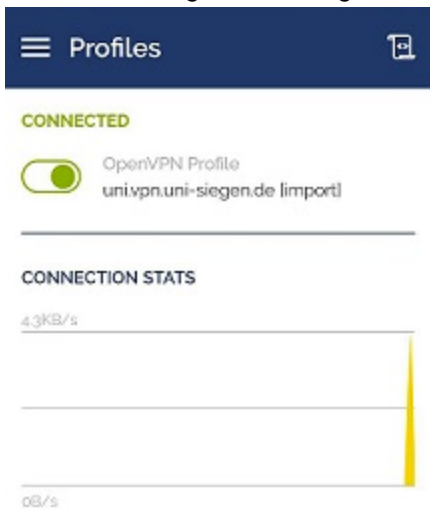 Profiles
CONNECTED
OpenVPN Profile
uni.vpn.uni-siegen.de [import]
CONNECTION STATS
4.3KB/s
0B/s